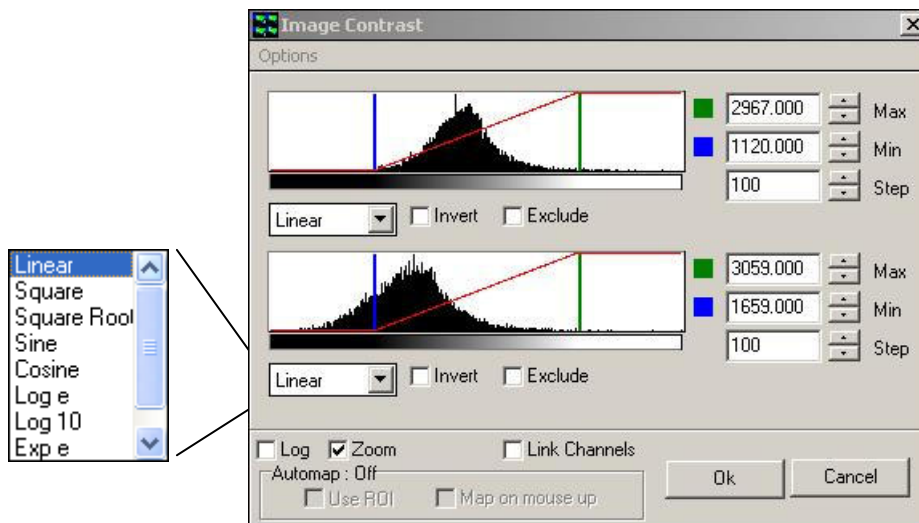 Image Contrast
Options
2967.000 Max
1120.000 Min
100 Step
Linear Invert Exclude
3059.000 Max
1659.000 Min
100 Step
Linear Invert Exclude
Log Zoom Link Channels
Automap : Off
Use ROI Map on mouse up
Ok Cancel
Linear
Square
Square Root
Sine
Cosine
Log e
Log 10
Exp e